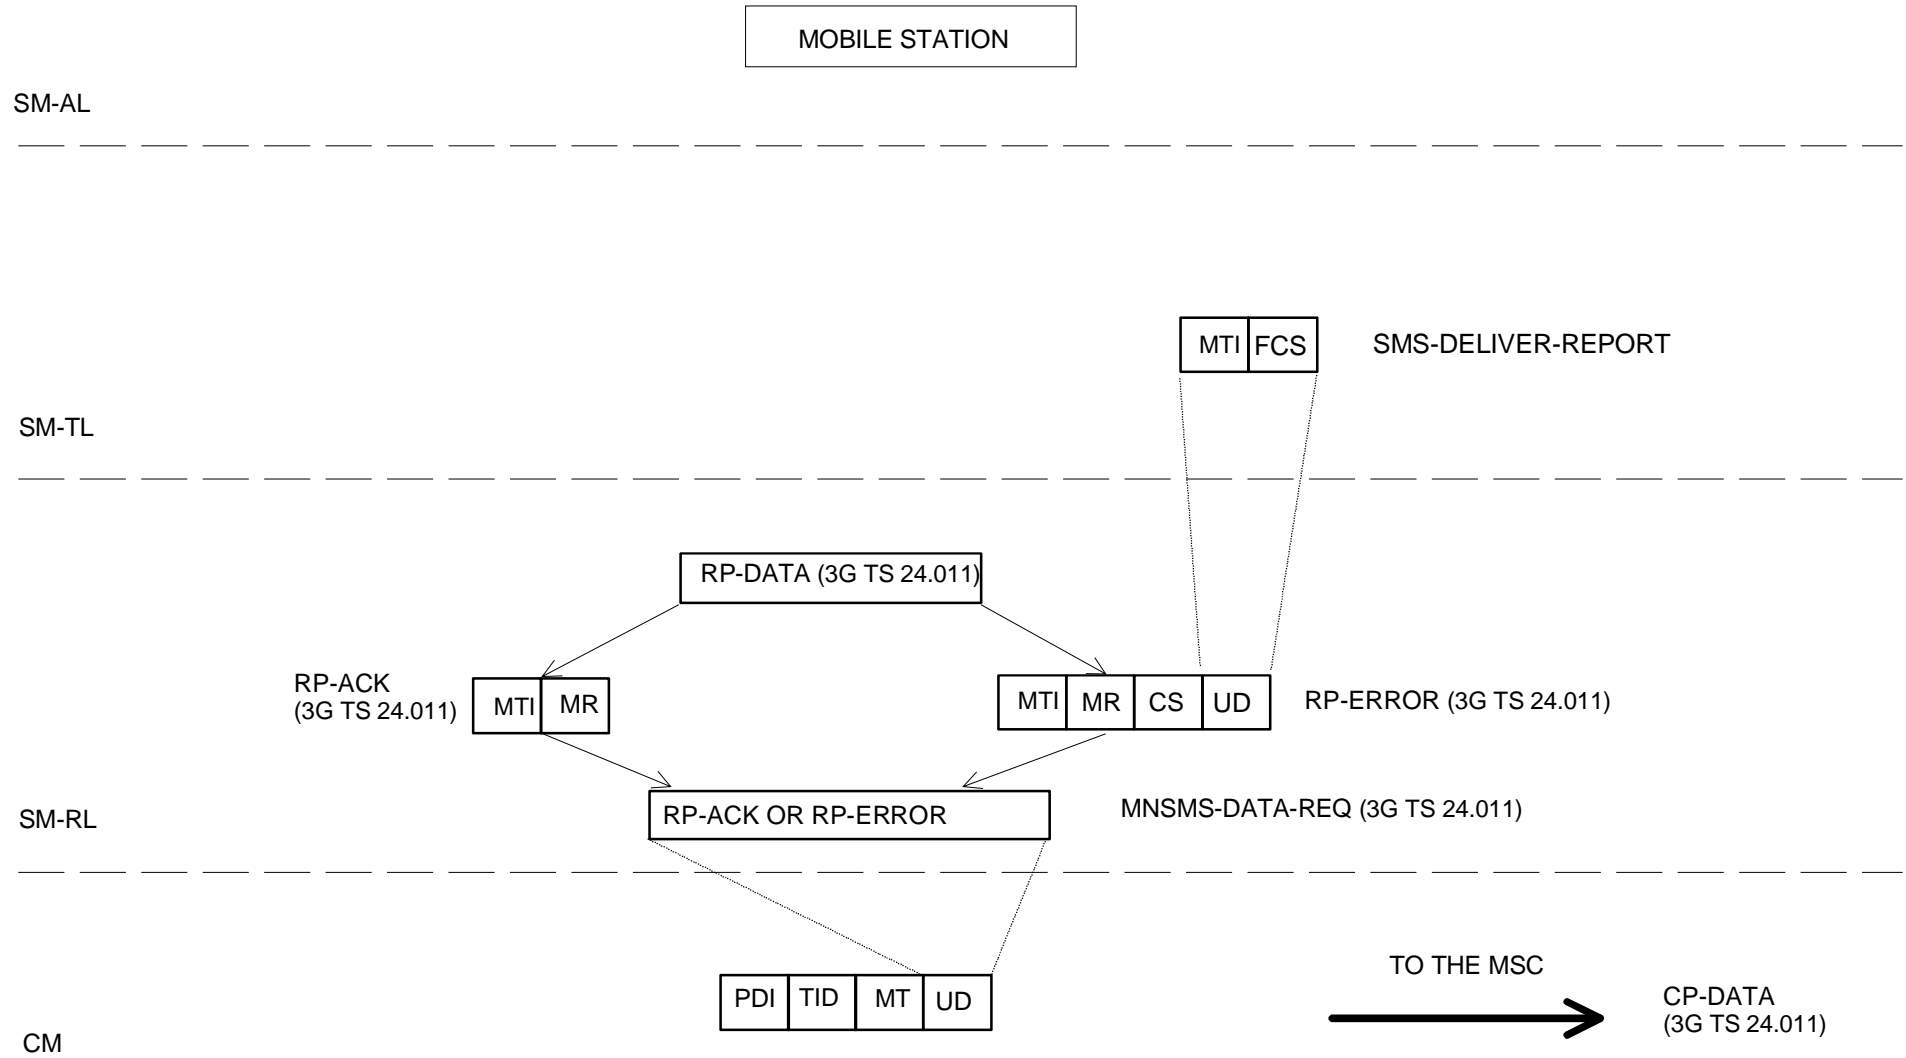 MOBILE STATION
SM-AL
MTI FCS SMS-DELIVER-REPORT
SM-TL
RP-DATA (3G TS 24.011)
RP-ACK
(3G TS 24.011)
MTI MR
MTI MR CS UD
RP-ERROR (3G TS 24.011)
RP-ACK OR RP-ERROR
MNSMS-DATA-REQ (3G TS 24.011)
SM-RL
TO THE MSC
PDI TID MT UD
CP-DATA
(3G TS 24.011)
CM